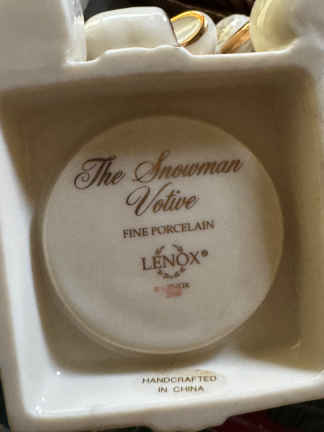 The Snowman
Votive
FINE PORCELAIN
LENOX®
HANDCRAFTED
IN CHINA